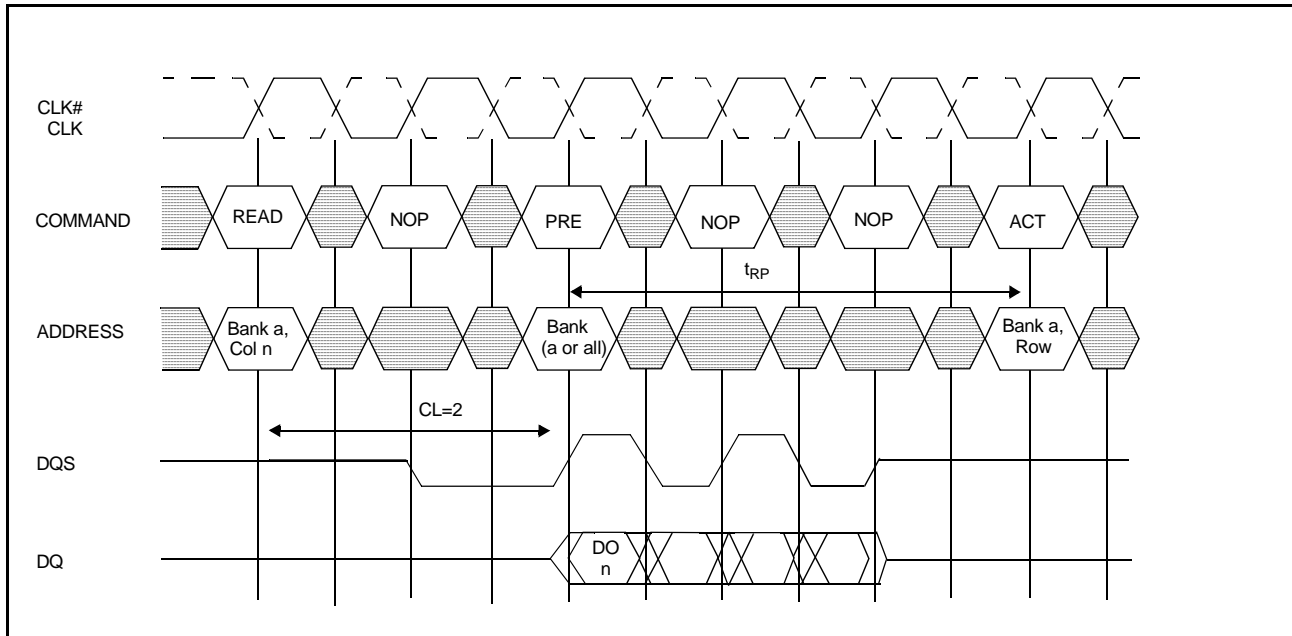 CLK#
CLK
COMMAND
READ
NOP
PRE
NOP
NOP
ACT
tRP
ADDRESS
Bank a,
Col n
Bank
(a or all)
Bank a,
Row
CL=2
DQS
DQ
DO
n